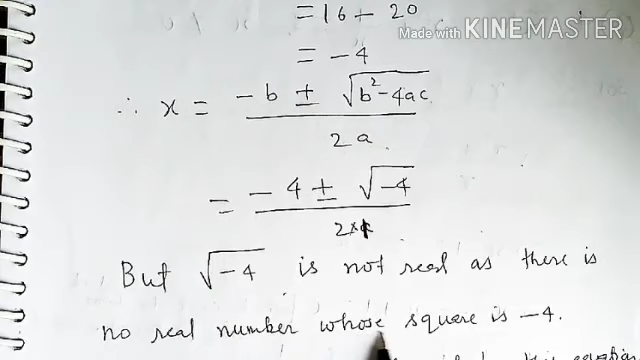 = 16 - 20
Made with KINEMASTER
= -4
∴ x = (-b ± √(b² - 4ac)) / 2a
= (-4 ± √-4) / 2×1
But √-4 is not real as there is
no real number whose square is -4.